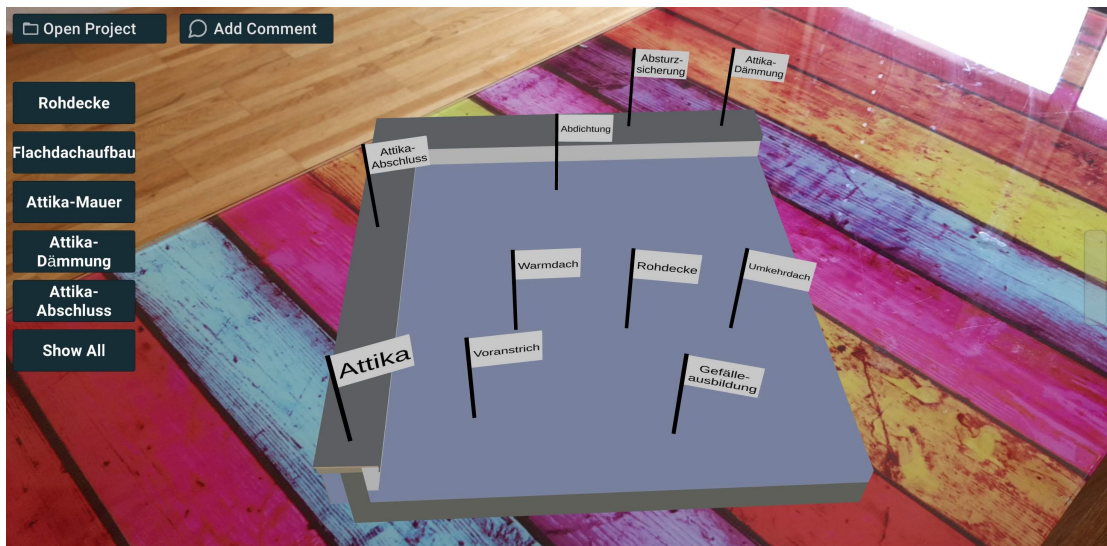 Open Project
Add Comment
Rohdecke
Flachdachaufbau
Attika-Mauer
Attika-
Dämmung
Attika-
Abschluss
Show All
Absturz-
sicherung
Attika-
Dämmung
Abdichtung
Attika-
Abschluss
Warmdach
Rohdecke
Umkehrdach
Attika
Voranstrich
Gefälle-
ausbildung